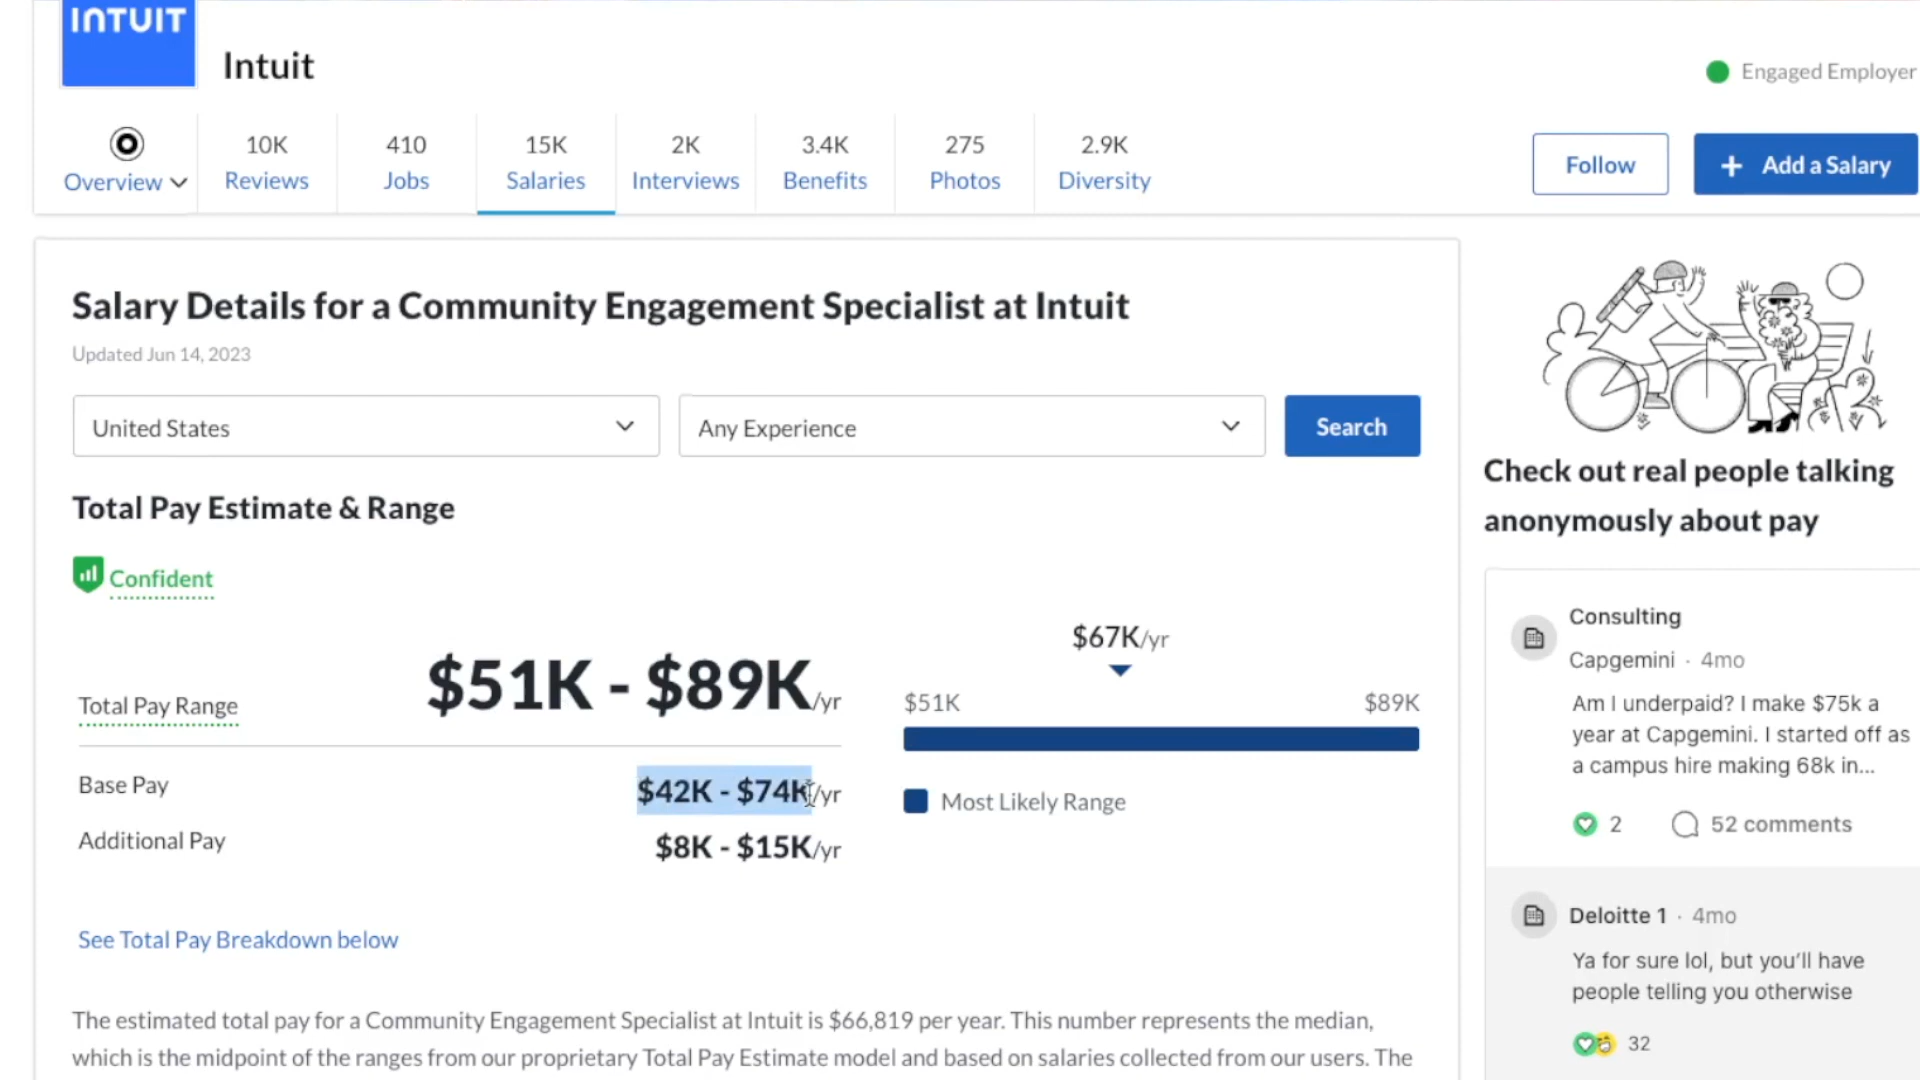 INTUIT
Intuit
Engaged Employer
Overview
10K
Reviews
410
Jobs
15K
Salaries
2K
Interviews
3.4K
Benefits
275
Photos
2.9K
Diversity
Follow
+ Add a Salary
Salary Details for a Community Engagement Specialist at Intuit
Updated Jun 14, 2023
United States
Any Experience
Search
Total Pay Estimate & Range
Confident
Total Pay Range
$51K - $89K/yr
Base Pay
$42K - $74K/yr
Additional Pay
$8K - $15K/yr
$67K/yr
$51K
$89K
Most Likely Range
See Total Pay Breakdown below
The estimated total pay for a Community Engagement Specialist at Intuit is $66,819 per year. This number represents the median,
which is the midpoint of the ranges from our proprietary Total Pay Estimate model and based on salaries collected from our users. The
Check out real people talking
anonymously about pay
Consulting
Capgemini · 4mo
Am I underpaid? I make $75k a
year at Capgemini. I started off as
a campus hire making 68k in...
2
52 comments
Deloitte 1 · 4mo
Ya for sure lol, but you'll have
people telling you otherwise
32